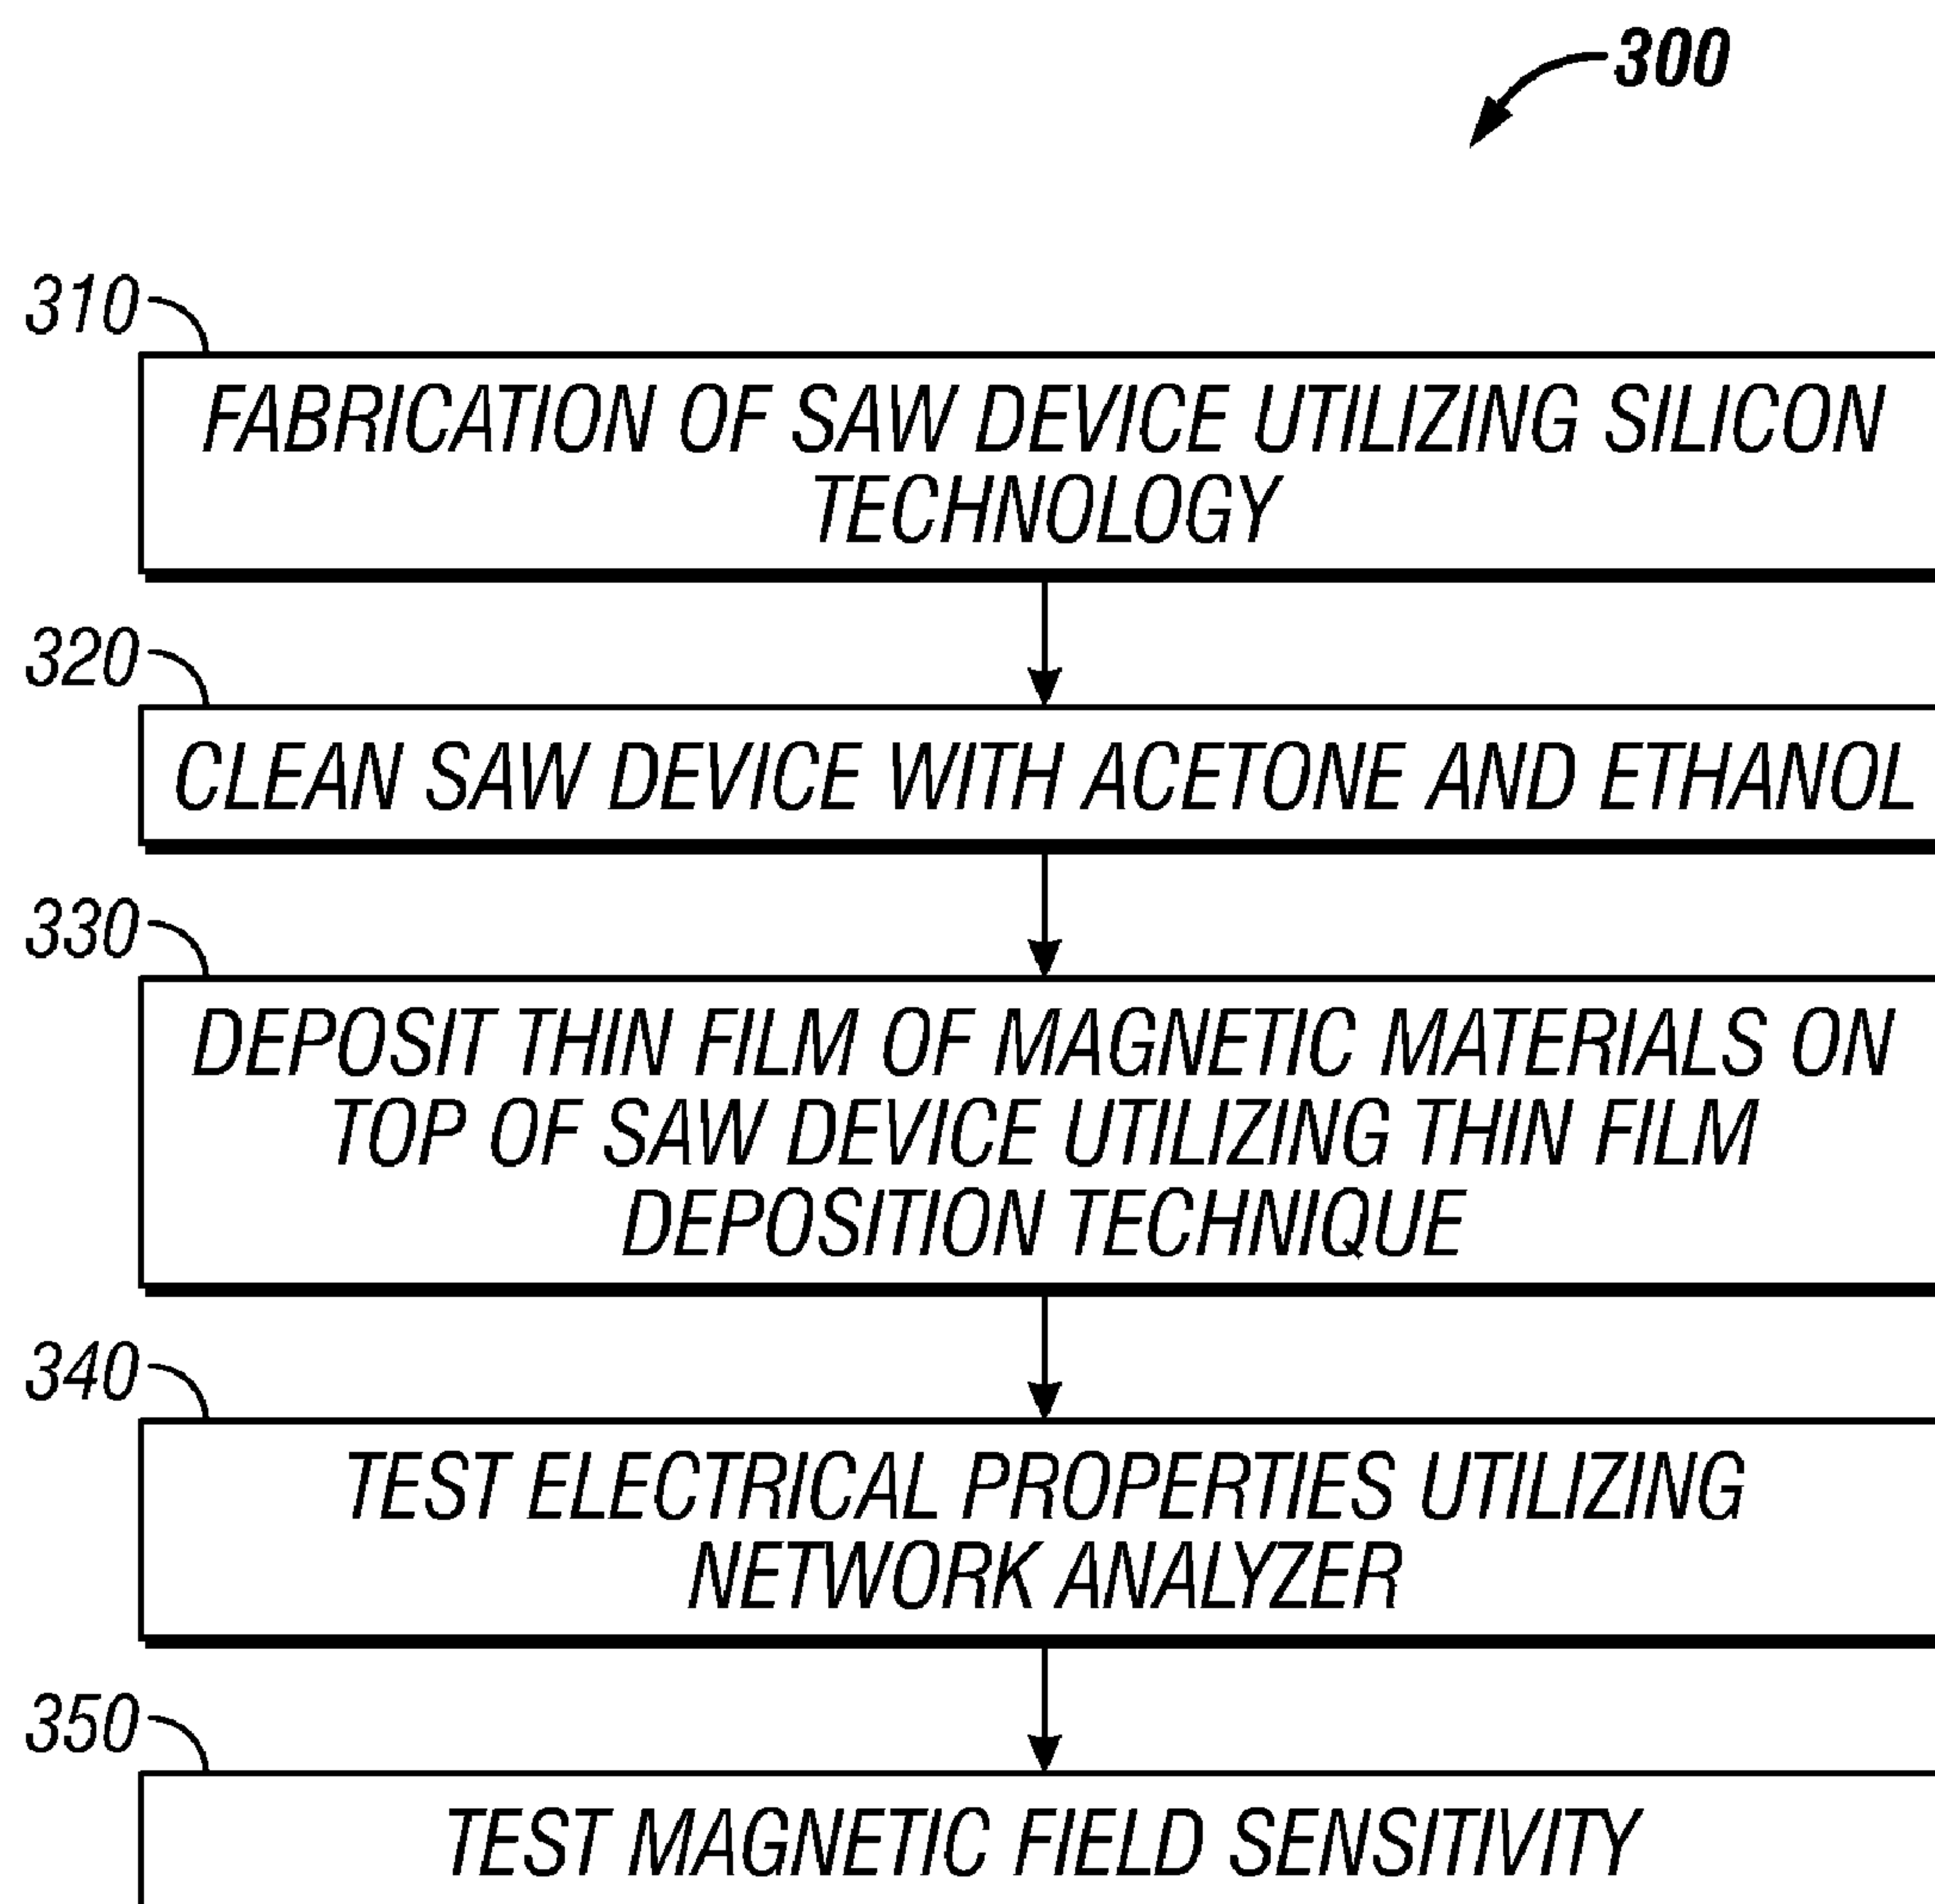 300
310
FABRICATION OF SAW DEVICE UTILIZING SILICON
TECHNOLOGY
320
CLEAN SAW DEVICE WITH ACETONE AND ETHANOL
330
DEPOSIT THIN FILM OF MAGNETIC MATERIALS ON
TOP OF SAW DEVICE UTILIZING THIN FILM
DEPOSITION TECHNIQUE
340
TEST ELECTRICAL PROPERTIES UTILIZING
NETWORK ANALYZER
350
TEST MAGNETIC FIELD SENSITIVITY